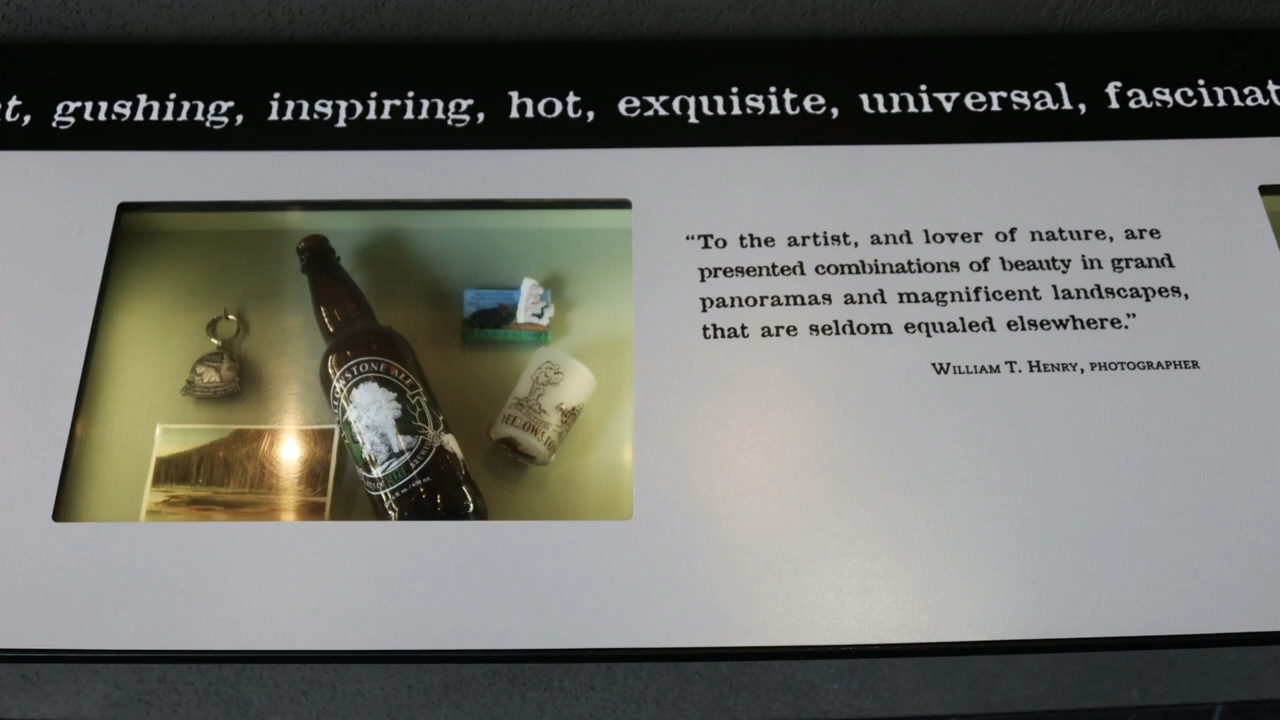 gushing, inspiring, hot, exquisite, universal,
“To the artist, and lover of nature, are
presented combinations of beauty in grand
panoramas and magnificent landscapes,
that are seldom equaled elsewhere.”
William T. Henry, photographer
ALE